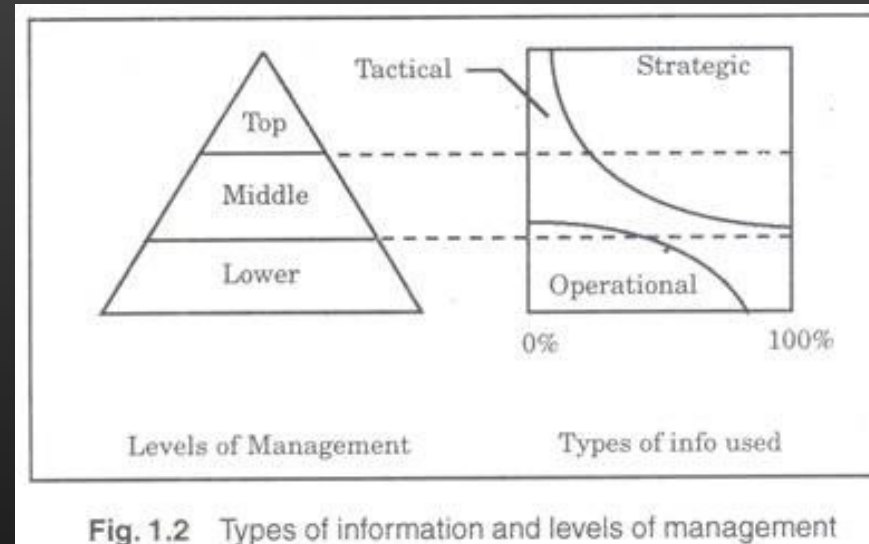 Top
Middle
Lower
Tactical
Strategic
Operational
0%
100%
Levels of Management
Types of info used
Fig. 1.2 Types of information and levels of management